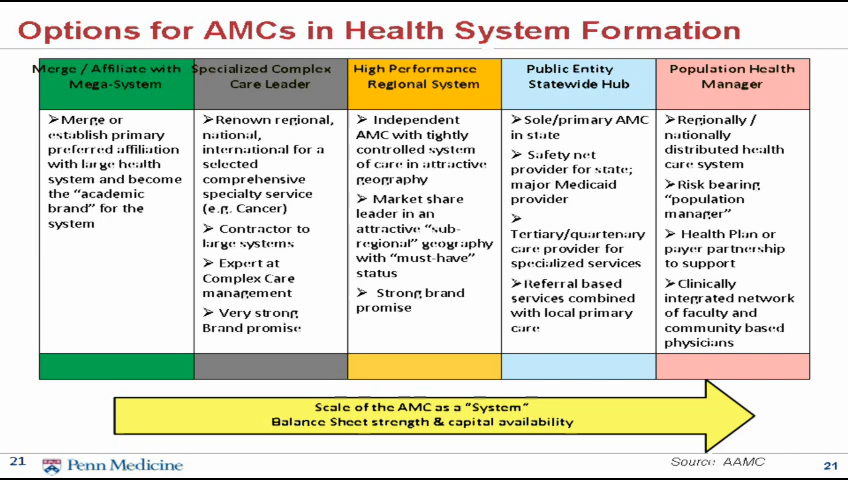 Options for AMCs in Health System Formation
Merge / Affiliate with
Mega-System
➢Merge or
establish primary
preferred affiliation
with large health
system and become
the “academic
brand” for the
system
Specialized Complex
Care Leader
➢Renown regional,
national,
international for a
selected
comprehensive
specialty service
(e.g. Cancer)
➢ Contractor to
large systems
➢ Expert at
Complex Care
management
➢ Very strong
Brand promise
High Performance
Regional System
➢ Independent
AMC with tightly
controlled system
of care in attractive
geography
➢ Market share
leader in an
attractive “sub-
regional” geography
with “must-have”
status
➢ Strong brand
promise
Public Entity
Statewide Hub
➢Sole/primary AMC
in state
➢ Safety net
provider for state;
major Medicaid
provider
➢
Tertiary/quartenary
care provider for
specialized services
➢Referral based
services combined
with local primary
care
Population Health
Manager
➢Regionally /
nationally
distributed health
care system
➢Risk bearing
“population
manager”
➢ Health Plan or
payer partnership
to support
➢Clinically
integrated network
of faculty and
community based
physicians
Scale of the AMC as a “System”
Balance Sheet strength & capital availability
21
Penn Medicine
Source: AAMC
21